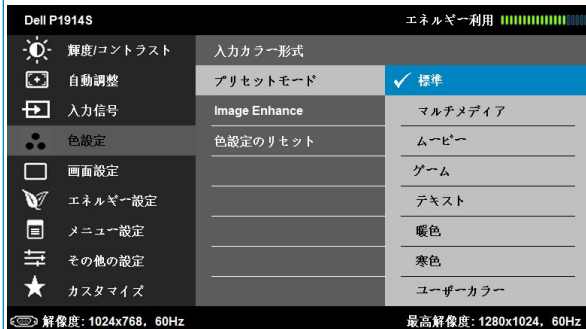 Dell P1914S
エネルギー利用
輝度/コントラスト
自動調整
入力信号
色設定
画面設定
エネルギー設定
メニュー設定
その他の設定
カスタマイズ
入力カラー形式
プリセットモード
Image Enhance
色設定のリセット
標準
マルチメディア
ムービー
ゲーム
テキスト
暖色
寒色
ユーザーカラー
解像度: 1024x768, 60Hz
最高解像度: 1280x1024, 60Hz